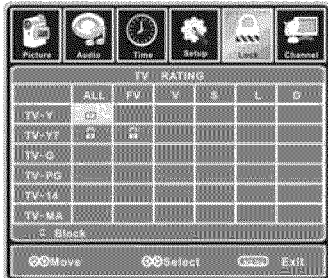 Picture Audio Time Setup Lock Channel
TV RATING
ALL FV V S L D
TV-Y
TV-Y7
TV-G
TV-PG
TV-14
TV-MA
: Block
Move Select MENU Exit